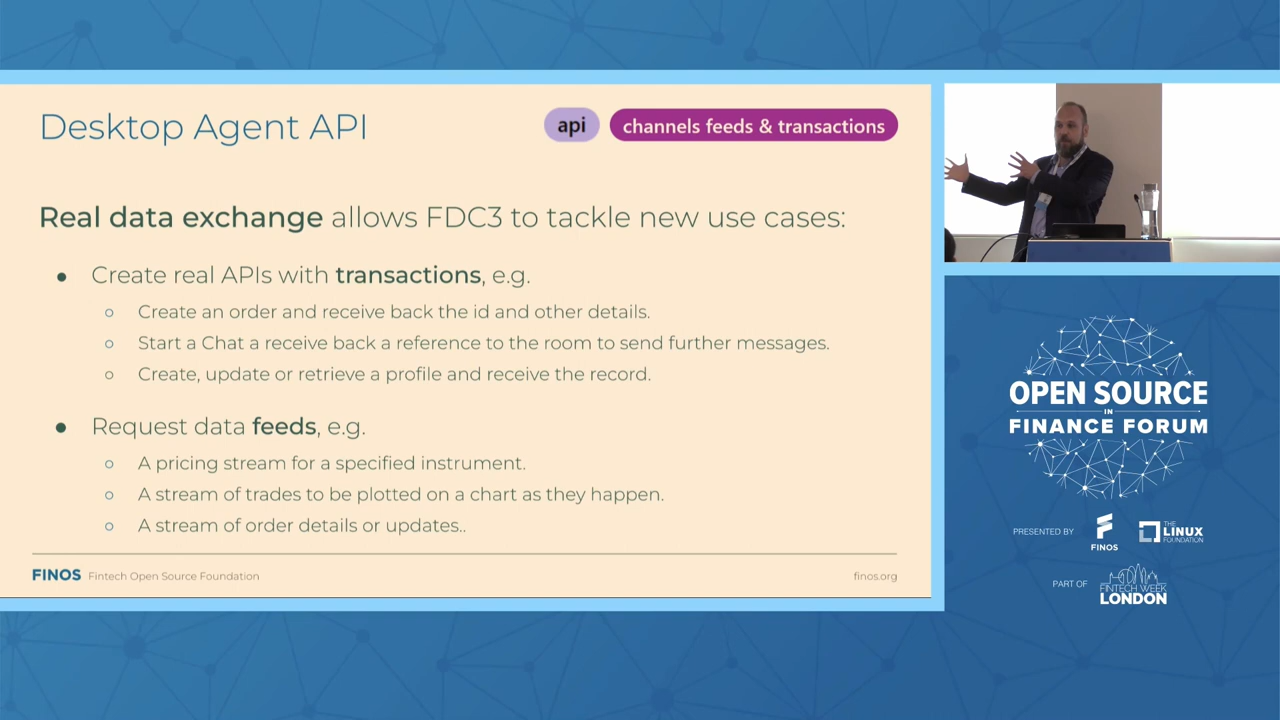 Desktop Agent API
api
channels feeds & transactions
Real data exchange allows FDC3 to tackle new use cases:
● Create real APIs with transactions, e.g.
○ Create an order and receive back the id and other details.
○ Start a Chat a receive back a reference to the room to send further messages.
○ Create, update or retrieve a profile and receive the record.
● Request data feeds, e.g.
○ A pricing stream for a specified instrument.
○ A stream of trades to be plotted on a chart as they happen.
○ A stream of order details or updates..
FINOS Fintech Open Source Foundation
finos.org
OPEN SOURCE
IN
FINANCE FORUM
PRESENTED BY
FINOS
THE
LINUX
FOUNDATION
PART OF
FINTECH WEEK
LONDON